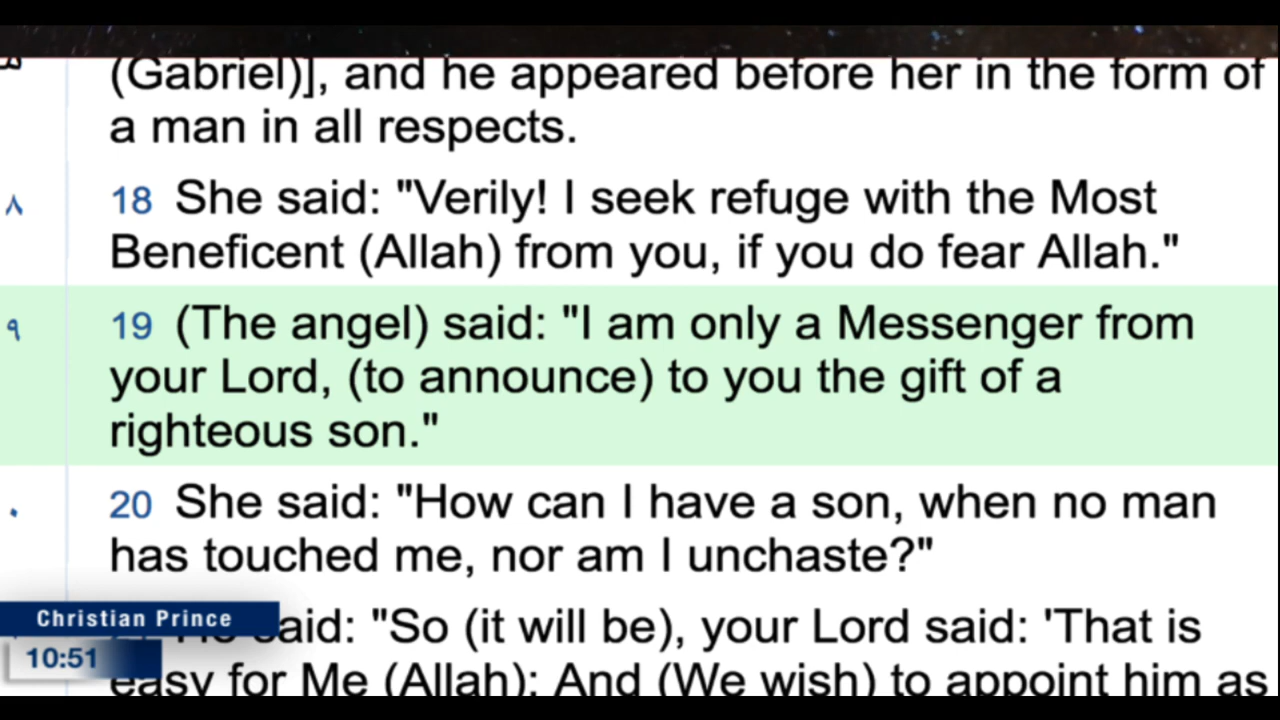 (Gabriel)], and he appeared before her in the form of
a man in all respects.
٨
18 She said: "Verily! I seek refuge with the Most
Beneficent (Allah) from you, if you do fear Allah."
٩
19 (The angel) said: "I am only a Messenger from
your Lord, (to announce) to you the gift of a
righteous son."
٠
20 She said: "How can I have a son, when no man
has touched me, nor am I unchaste?"
said: "So (it will be), your Lord said: 'That is
easy for Me (Allah): And (We wish) to appoint him as
Christian Prince
10:51